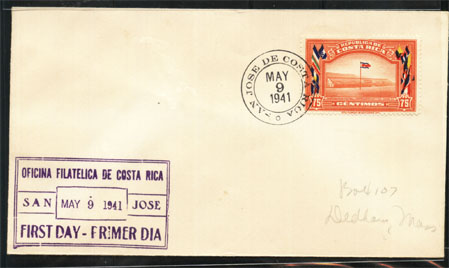 REPUBLICA DE
COSTA RICA
75 CENTIMOS 75
SAN JOSE DE COSTA RICA
MAY
9
1941
OFICINA FILATELICA DE COSTA RICA
SAN MAY 9 1941 JOSE
FIRST DAY - PRIMER DIA
Box 107
Dedham, Mass